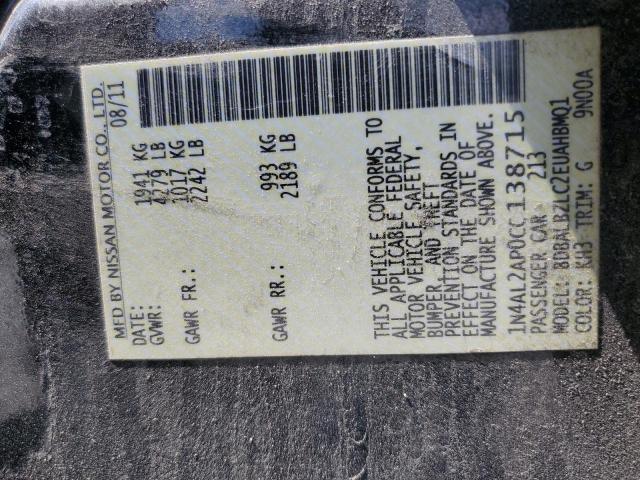 MFD BY NISSAN MOTOR CO., LTD.
DATE: 08/11
GVWR: 1941 KG
4279 LB
GAWR FR.: 1017 KG
2242 LB
GAWR RR.: 993 KG
2189 LB
THIS VEHICLE CONFORMS TO
ALL APPLICABLE FEDERAL
MOTOR VEHICLE SAFETY,
BUMPER AND THEFT
PREVENTION STANDARDS IN
EFFECT ON THE DATE OF
MANUFACTURE SHOWN ABOVE.
1N4AL2AP0CC138715
PASSENGER CAR 213
MODEL: BDBALBZLCZEUAHBMQ1
COLOR: KH3 TRIM: G 9N00A